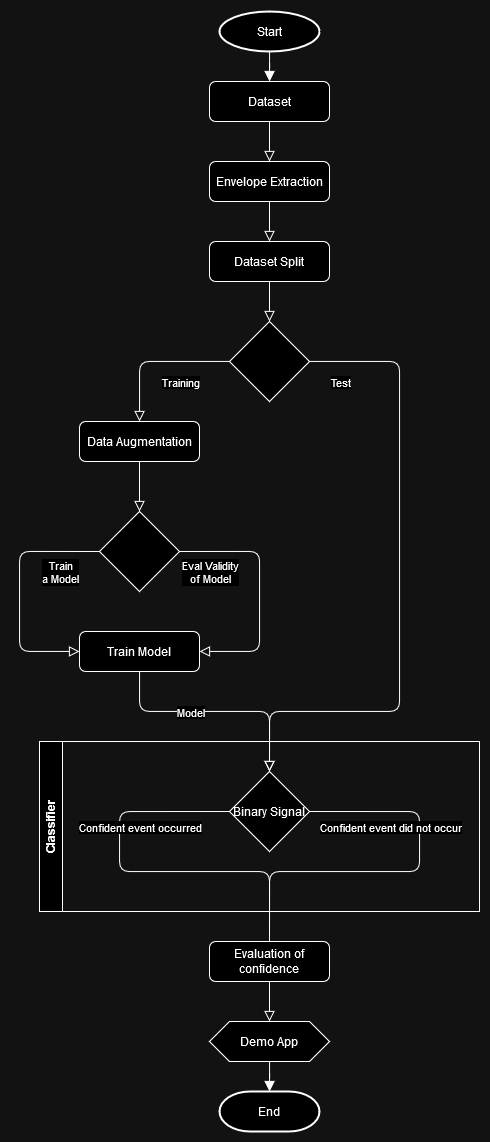 Start
Dataset
Envelope Extraction
Dataset Split
Training
Test
Data Augmentation
Train
a Model
Eval Validity
of Model
Train Model
Model
Classifier
Binary Signal
Confident event occurred
Confident event did not occur
Evaluation of
confidence
Demo App
End